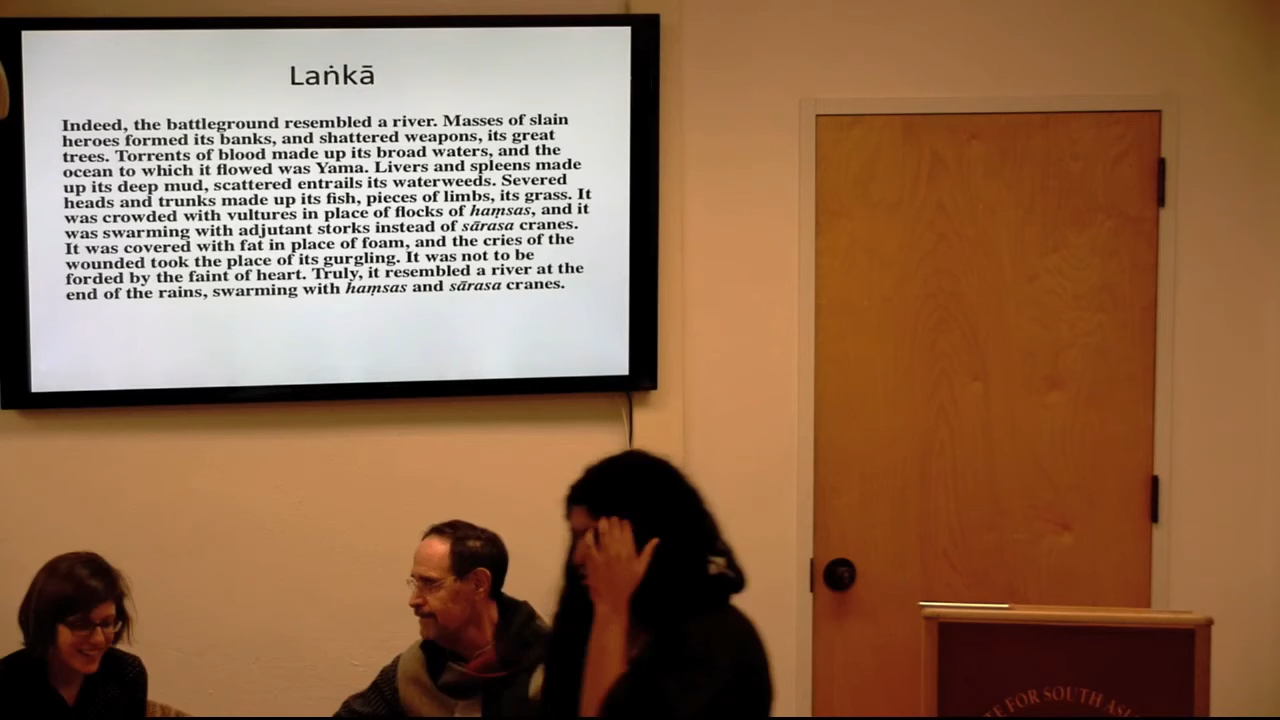 Laṅkā
Indeed, the battleground resembled a river. Masses of slain
heroes formed its banks, and shattered weapons, its great
trees. Torrents of blood made up its broad waters, and the
ocean to which it flowed was Yama. Livers and spleens made
up its deep mud, scattered entrails its waterweeds. Severed
heads and trunks made up its fish, pieces of limbs, its grass. It
was crowded with vultures in place of flocks of haṃsas, and it
was swarming with adjutant storks instead of sārasa cranes.
It was covered with fat in place of foam, and the cries of the
wounded took the place of its gurgling. It was not to be
forded by the faint of heart. Truly, it resembled a river at the
end of the rains, swarming with haṃsas and sārasa cranes.
FOR SOUTH